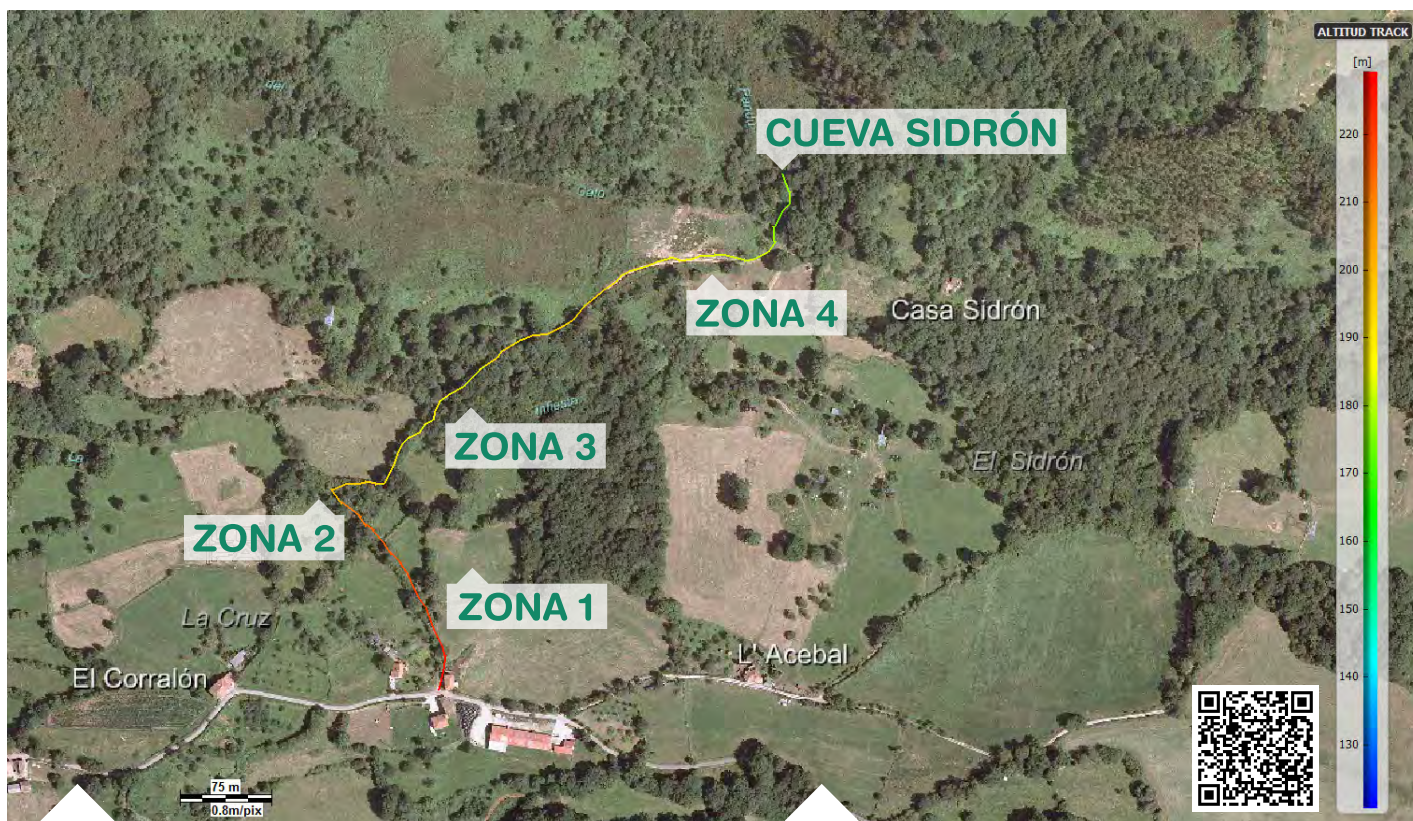 ALTITUD TRACK
[m]
220
210
200
190
180
170
160
150
140
130
CUEVA SIDRÓN
ZONA 4
Casa Sidrón
ZONA 3
El Sidrón
ZONA 2
ZONA 1
La Cruz
L' Acebal
El Corralón
75 m
0.8m/pix